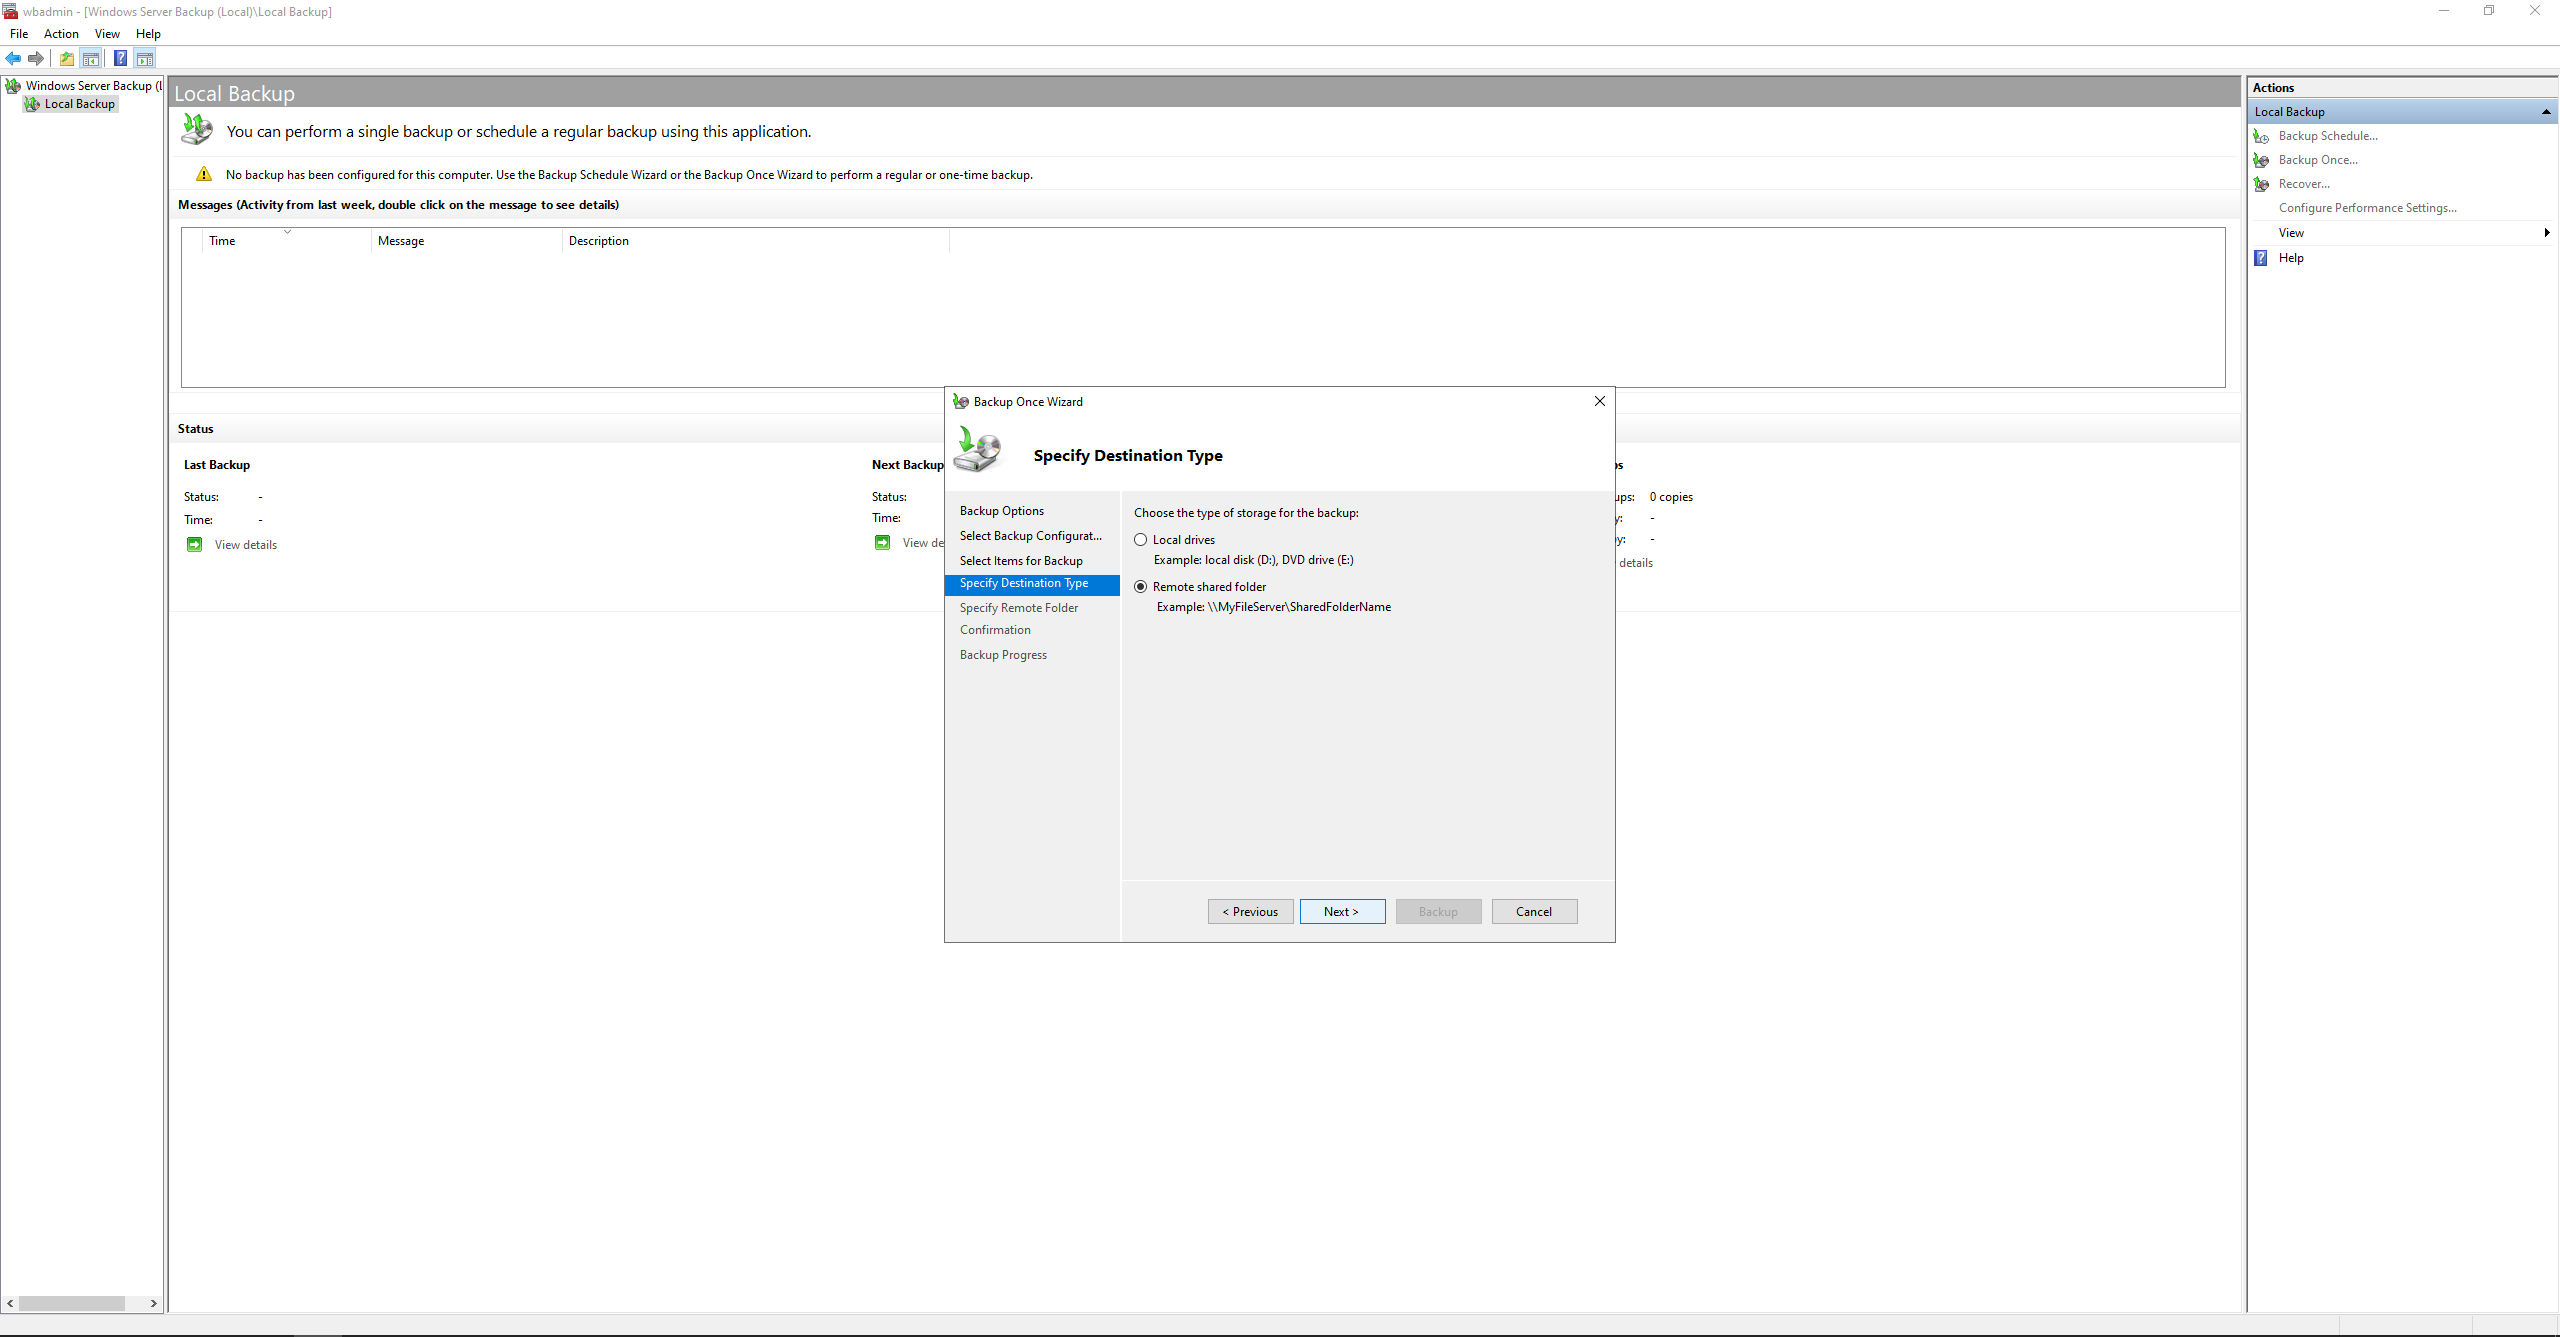 wbadmin - [Windows Server Backup (Local)\Local Backup]
File Action View Help
Windows Server Backup (L
Local Backup
Local Backup
You can perform a single backup or schedule a regular backup using this application.
No backup has been configured for this computer. Use the Backup Schedule Wizard or the Backup Once Wizard to perform a regular or one-time backup.
Messages (Activity from last week, double click on the message to see details)
Time Message Description
Status
Last Backup
Status: -
Time: -
View details
Next Backup
Status:
Time:
View de
ps
ups: 0 copies
y: -
py: -
details
Backup Once Wizard
Specify Destination Type
Backup Options
Select Backup Configurat...
Select Items for Backup
Specify Destination Type
Specify Remote Folder
Confirmation
Backup Progress
Choose the type of storage for the backup:
Local drives
Example: local disk (D:), DVD drive (E:)
Remote shared folder
Example: \\MyFileServer\SharedFolderName
< Previous Next > Backup Cancel
Actions
Local Backup
Backup Schedule...
Backup Once...
Recover...
Configure Performance Settings...
View
Help